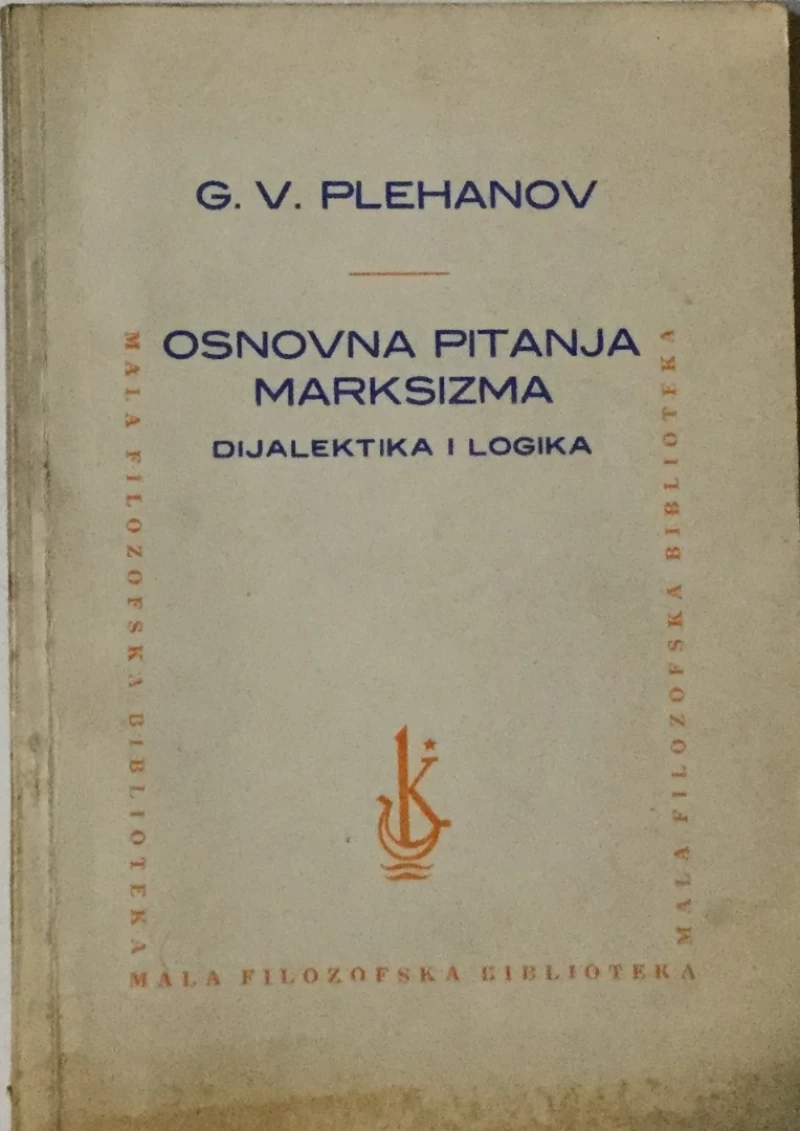 G. V. PLEHANOV
OSNOVNA PITANJA
MARKSIZMA
DIJALEKTIKA I LOGIKA
MALA FILOZOFSKA BIBLIOTEKA
MALA FILOZOFSKA BIBLIOTEKA
K
MALA FILOZOFSKA BIBLIOTEKA